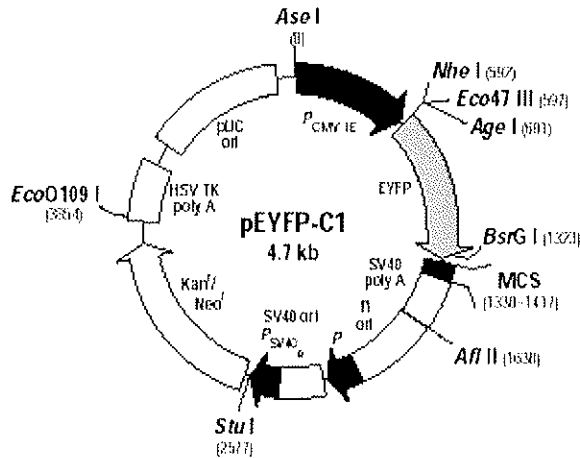 Ase I
(8)
Nhe I (592)
Eco47 III (597)
Age I (601)
P CMV IE
pUC
ori
EYFP
EcoO109 I
(3854)
HSV TK
poly A
pEYFP-C1
4.7 kb
BsrG I (1323)
SV40
poly A
MCS
(1330–1417)
f1
ori
Kanʳ/
Neoʳ
SV40 ori
P SV40 e
P
Afl II (1638)
Stu I
(2577)